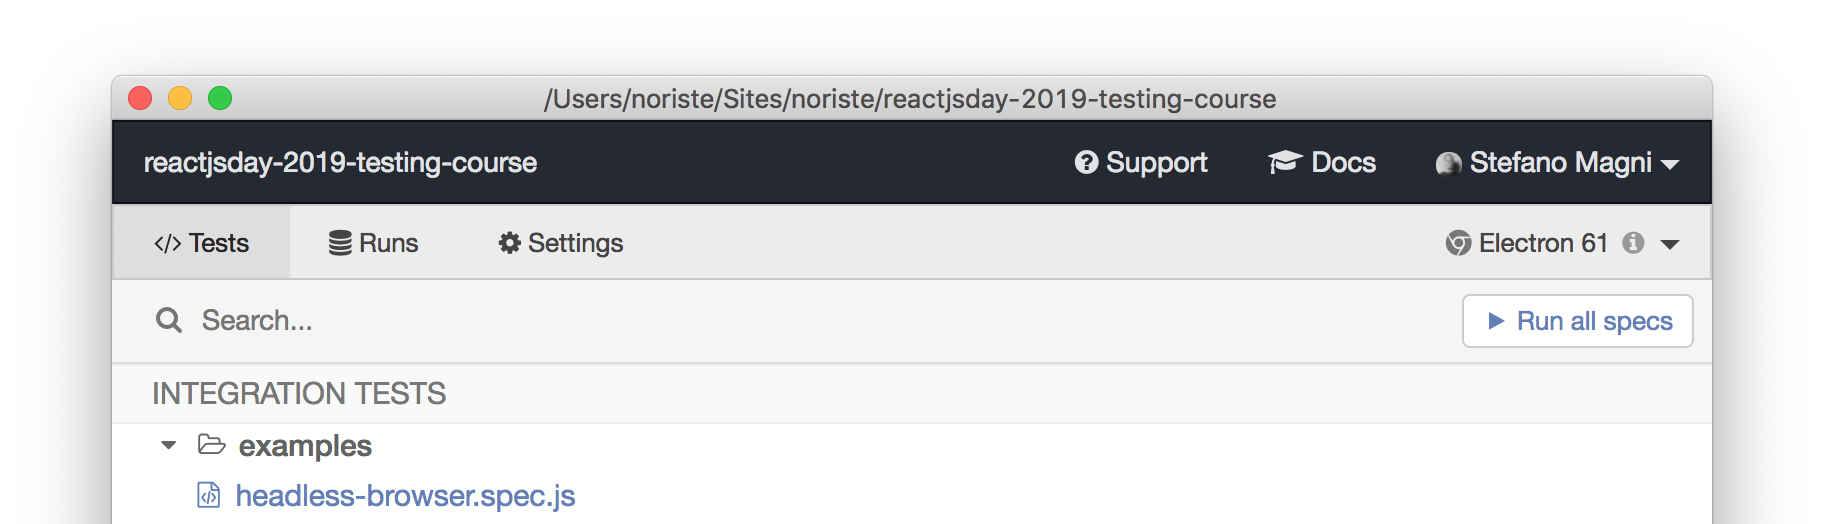 /Users/noriste/Sites/noriste/reactjsday-2019-testing-course
reactjsday-2019-testing-course Support Docs Stefano Magni
Tests Runs Settings Electron 61
Search... Run all specs
INTEGRATION TESTS
examples
headless-browser.spec.js